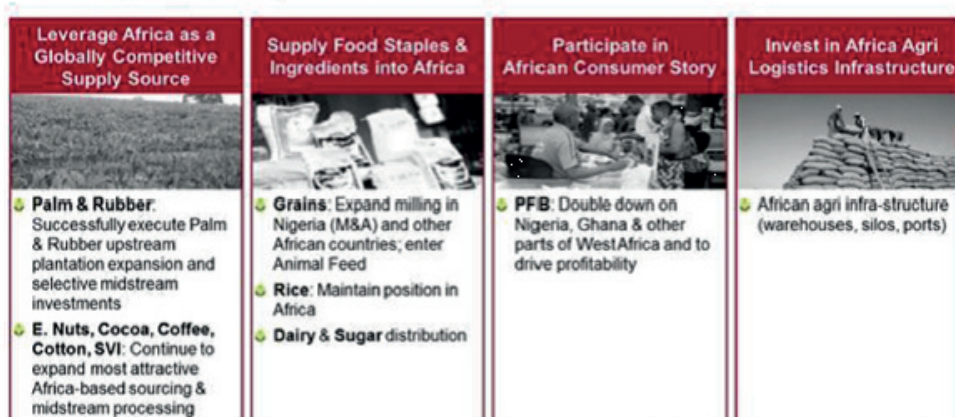 Leverage Africa as a
Globally Competitive
Supply Source
Palm & Rubber:
Successfully execute Palm
& Rubber upstream
plantation expansion and
selective midstream
investments
E. Nuts, Cocoa, Coffee,
Cotton, SVI: Continue to
expand most attractive
Africa-based sourcing &
midstream processing
Supply Food Staples &
Ingredients into Africa
Grains: Expand milling in
Nigeria (M&A) and other
African countries; enter
Animal Feed
Rice: Maintain position in
Africa
Dairy & Sugar distribution
Participate in
African Consumer Story
PFB: Double down on
Nigeria, Ghana & other
parts of WestAfrica and to
drive profitability
Invest in Africa Agri
Logistics Infrastructure
African agri infra-structure
(warehouses, silos, ports)